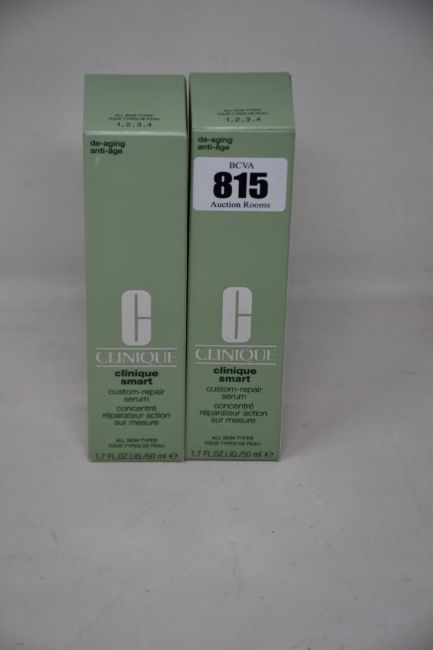 ALL SKIN TYPES
TOUS TYPES DE PEAU
1,2,3,4
de-aging
anti-âge
C
CLINIQUE
clinique
smart
custom-repair
serum
concentré
réparateur action
sur mesure
ALL SKIN TYPES
TOUS TYPES DE PEAU
1.7 FL.OZ.LIQ./50 ml ℮
ALL SKIN TYPES
TOUS TYPES DE PEAU
1,2,3,4
de-aging
anti-âge
BCVA
815
Auction Rooms
C
CLINIQUE
clinique
smart
custom-repair
serum
concentré
réparateur action
sur mesure
ALL SKIN TYPES
TOUS TYPES DE PEAU
1.7 FL.OZ.LIQ./50 ml ℮